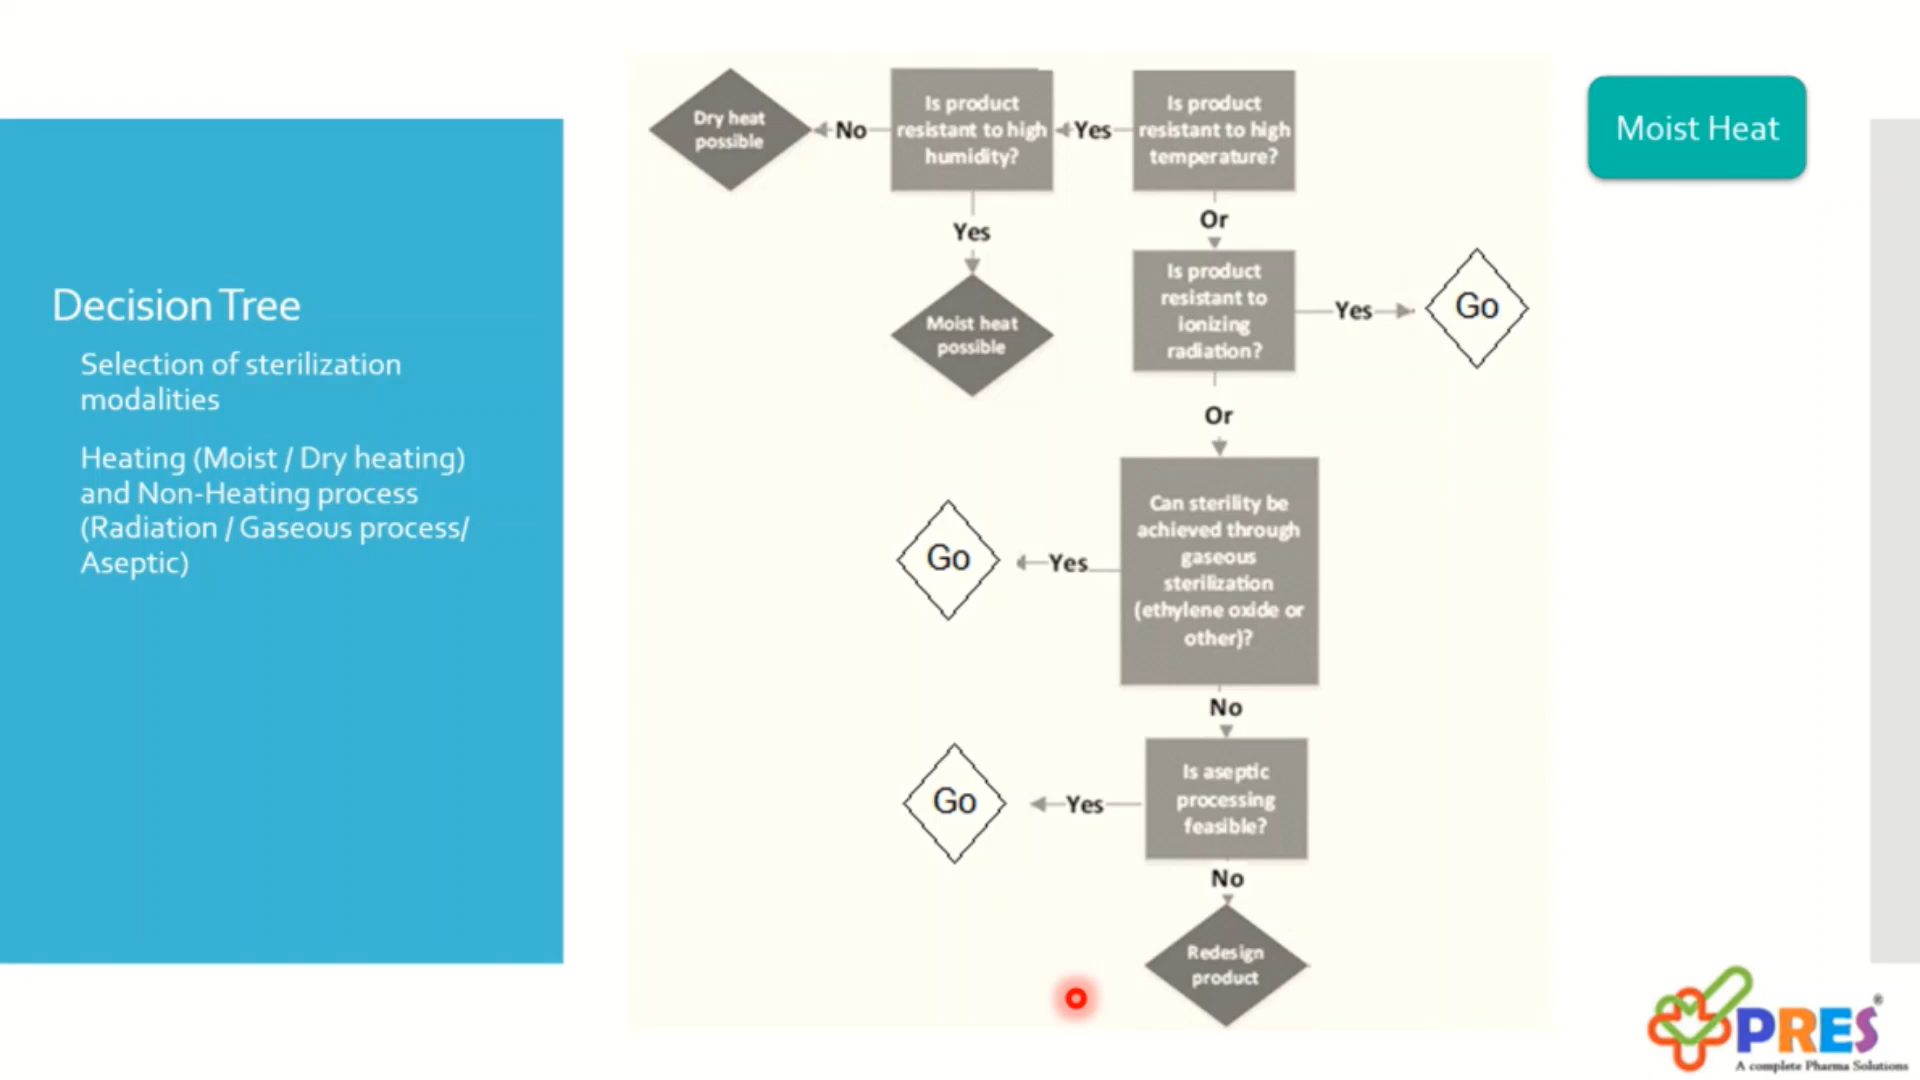 Decision Tree
Selection of sterilization
modalities
Heating (Moist / Dry heating)
and Non-Heating process
(Radiation / Gaseous process/
Aseptic)
Dry heat
possible
No
Is product
resistant to high
humidity?
Yes
Is product
resistant to high
temperature?
Moist Heat
Yes
Or
Moist heat
possible
Is product
resistant to
ionizing
radiation?
Yes
Go
Or
Go
Yes
Can sterility be
achieved through
gaseous
sterilization
(ethylene oxide or
other)?
No
Go
Yes
Is aseptic
processing
feasible?
No
Redesign
product
PRES®
A complete Pharma Solutions